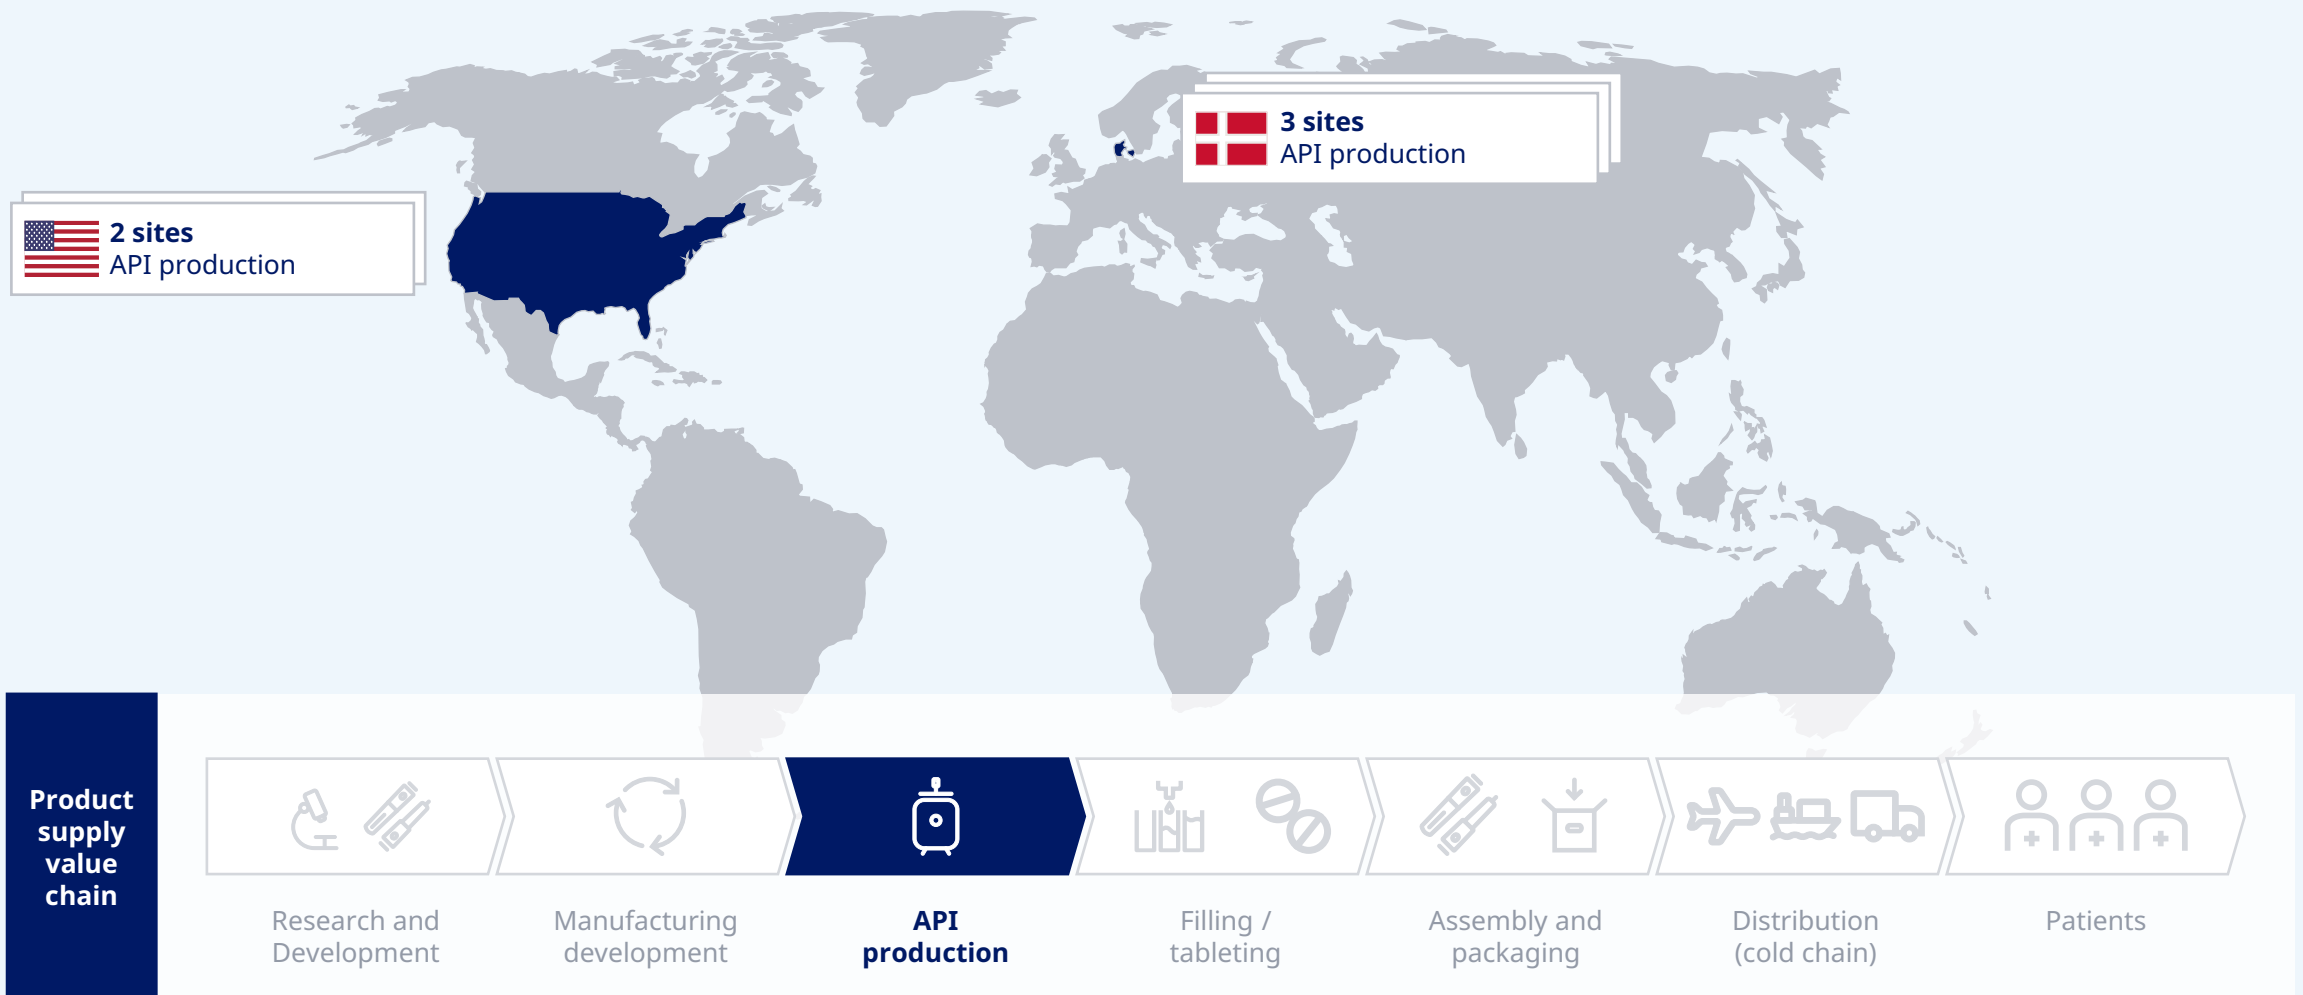 3 sites
API production
2 sites
API production
Product
supply
value
chain
Research and
Development
Manufacturing
development
API
production
Filling /
tableting
Assembly and
packaging
Distribution
(cold chain)
Patients